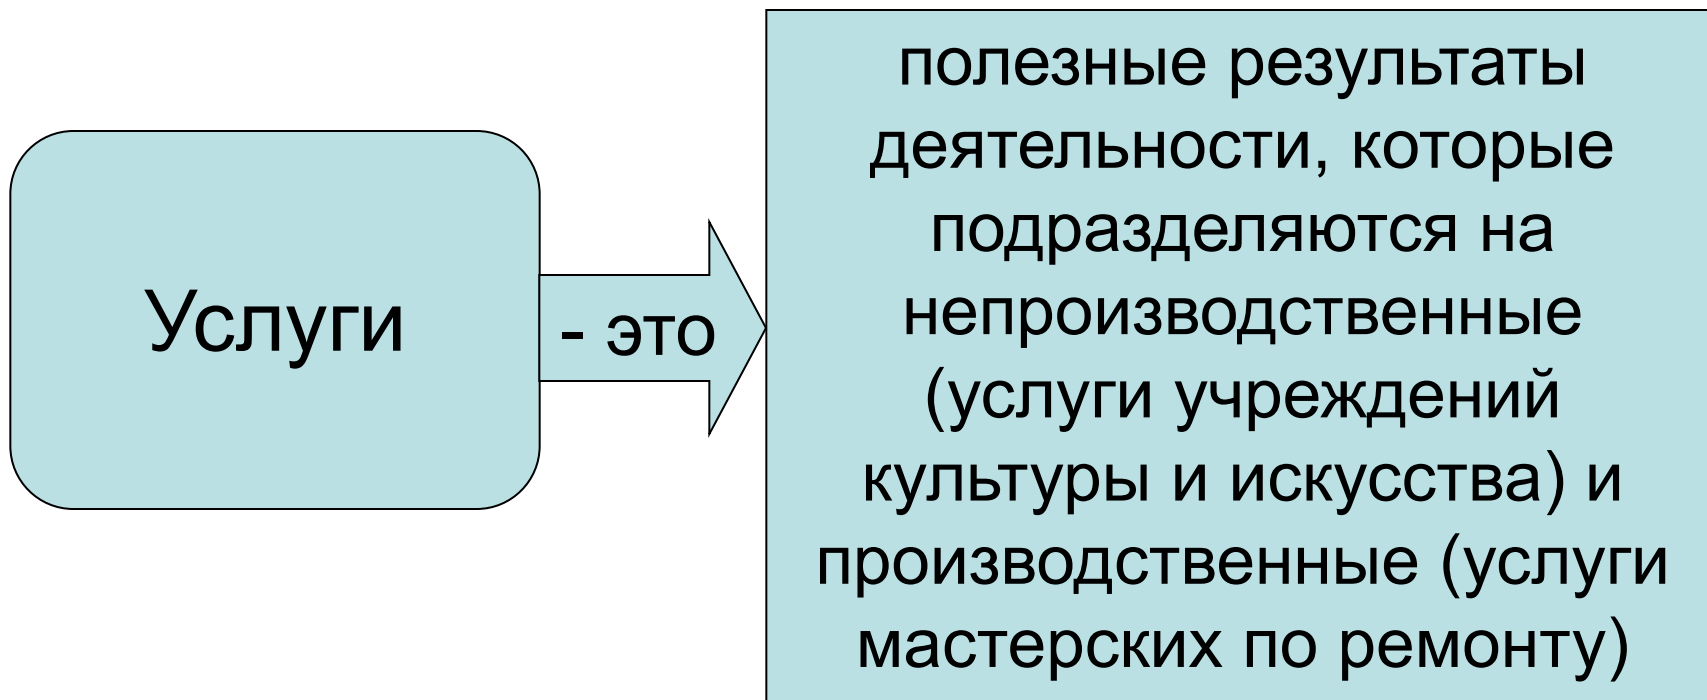 Услуги
- это
полезные результаты
деятельности, которые
подразделяются на
непроизводственные
(услуги учреждений
культуры и искусства) и
производственные (услуги
мастерских по ремонту)